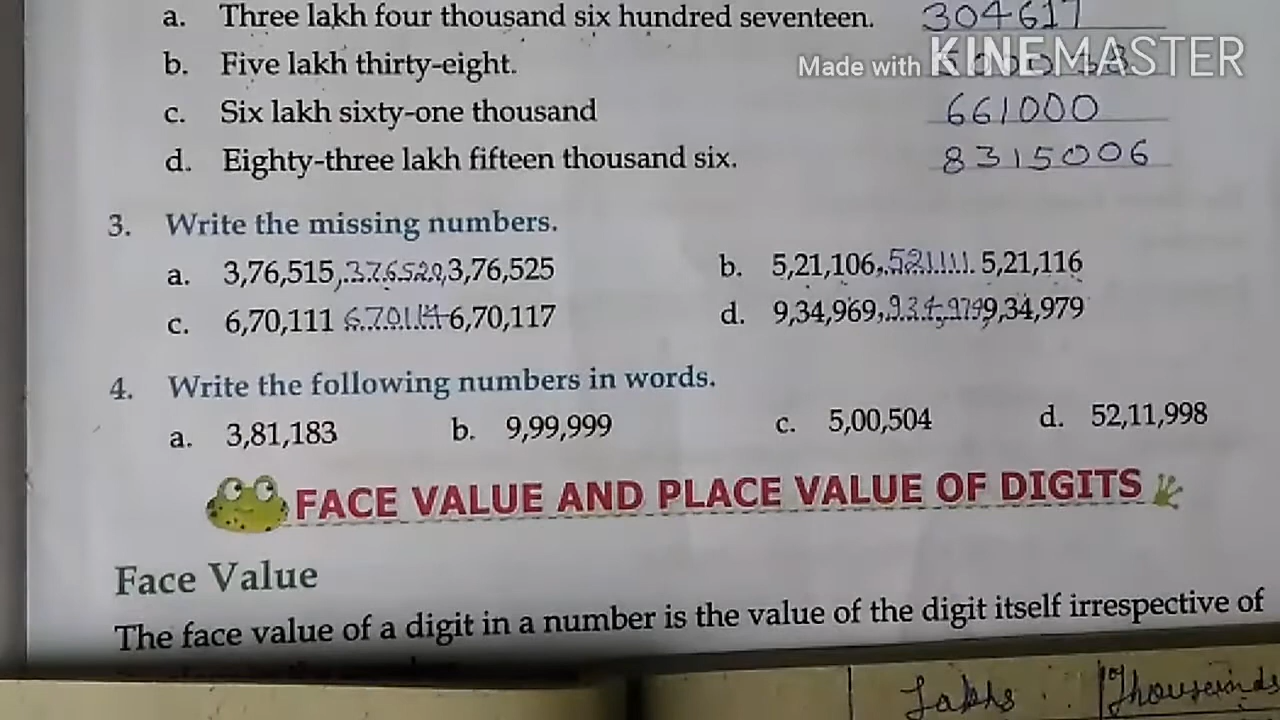 a. Three lakh four thousand six hundred seventeen. 304617
Made with KINEMASTER
b. Five lakh thirty-eight. 500038
c. Six lakh sixty-one thousand 661000
d. Eighty-three lakh fifteen thousand six. 8315006
3. Write the missing numbers.
a. 3,76,515, 376520, 3,76,525 b. 5,21,106, 521111 5,21,116
c. 6,70,111 670114 6,70,117 d. 9,34,969, 9,34,979
4. Write the following numbers in words.
a. 3,81,183 b. 9,99,999 c. 5,00,504 d. 52,11,998
FACE VALUE AND PLACE VALUE OF DIGITS
Face Value
The face value of a digit in a number is the value of the digit itself irrespective of
Lakhs Thousands